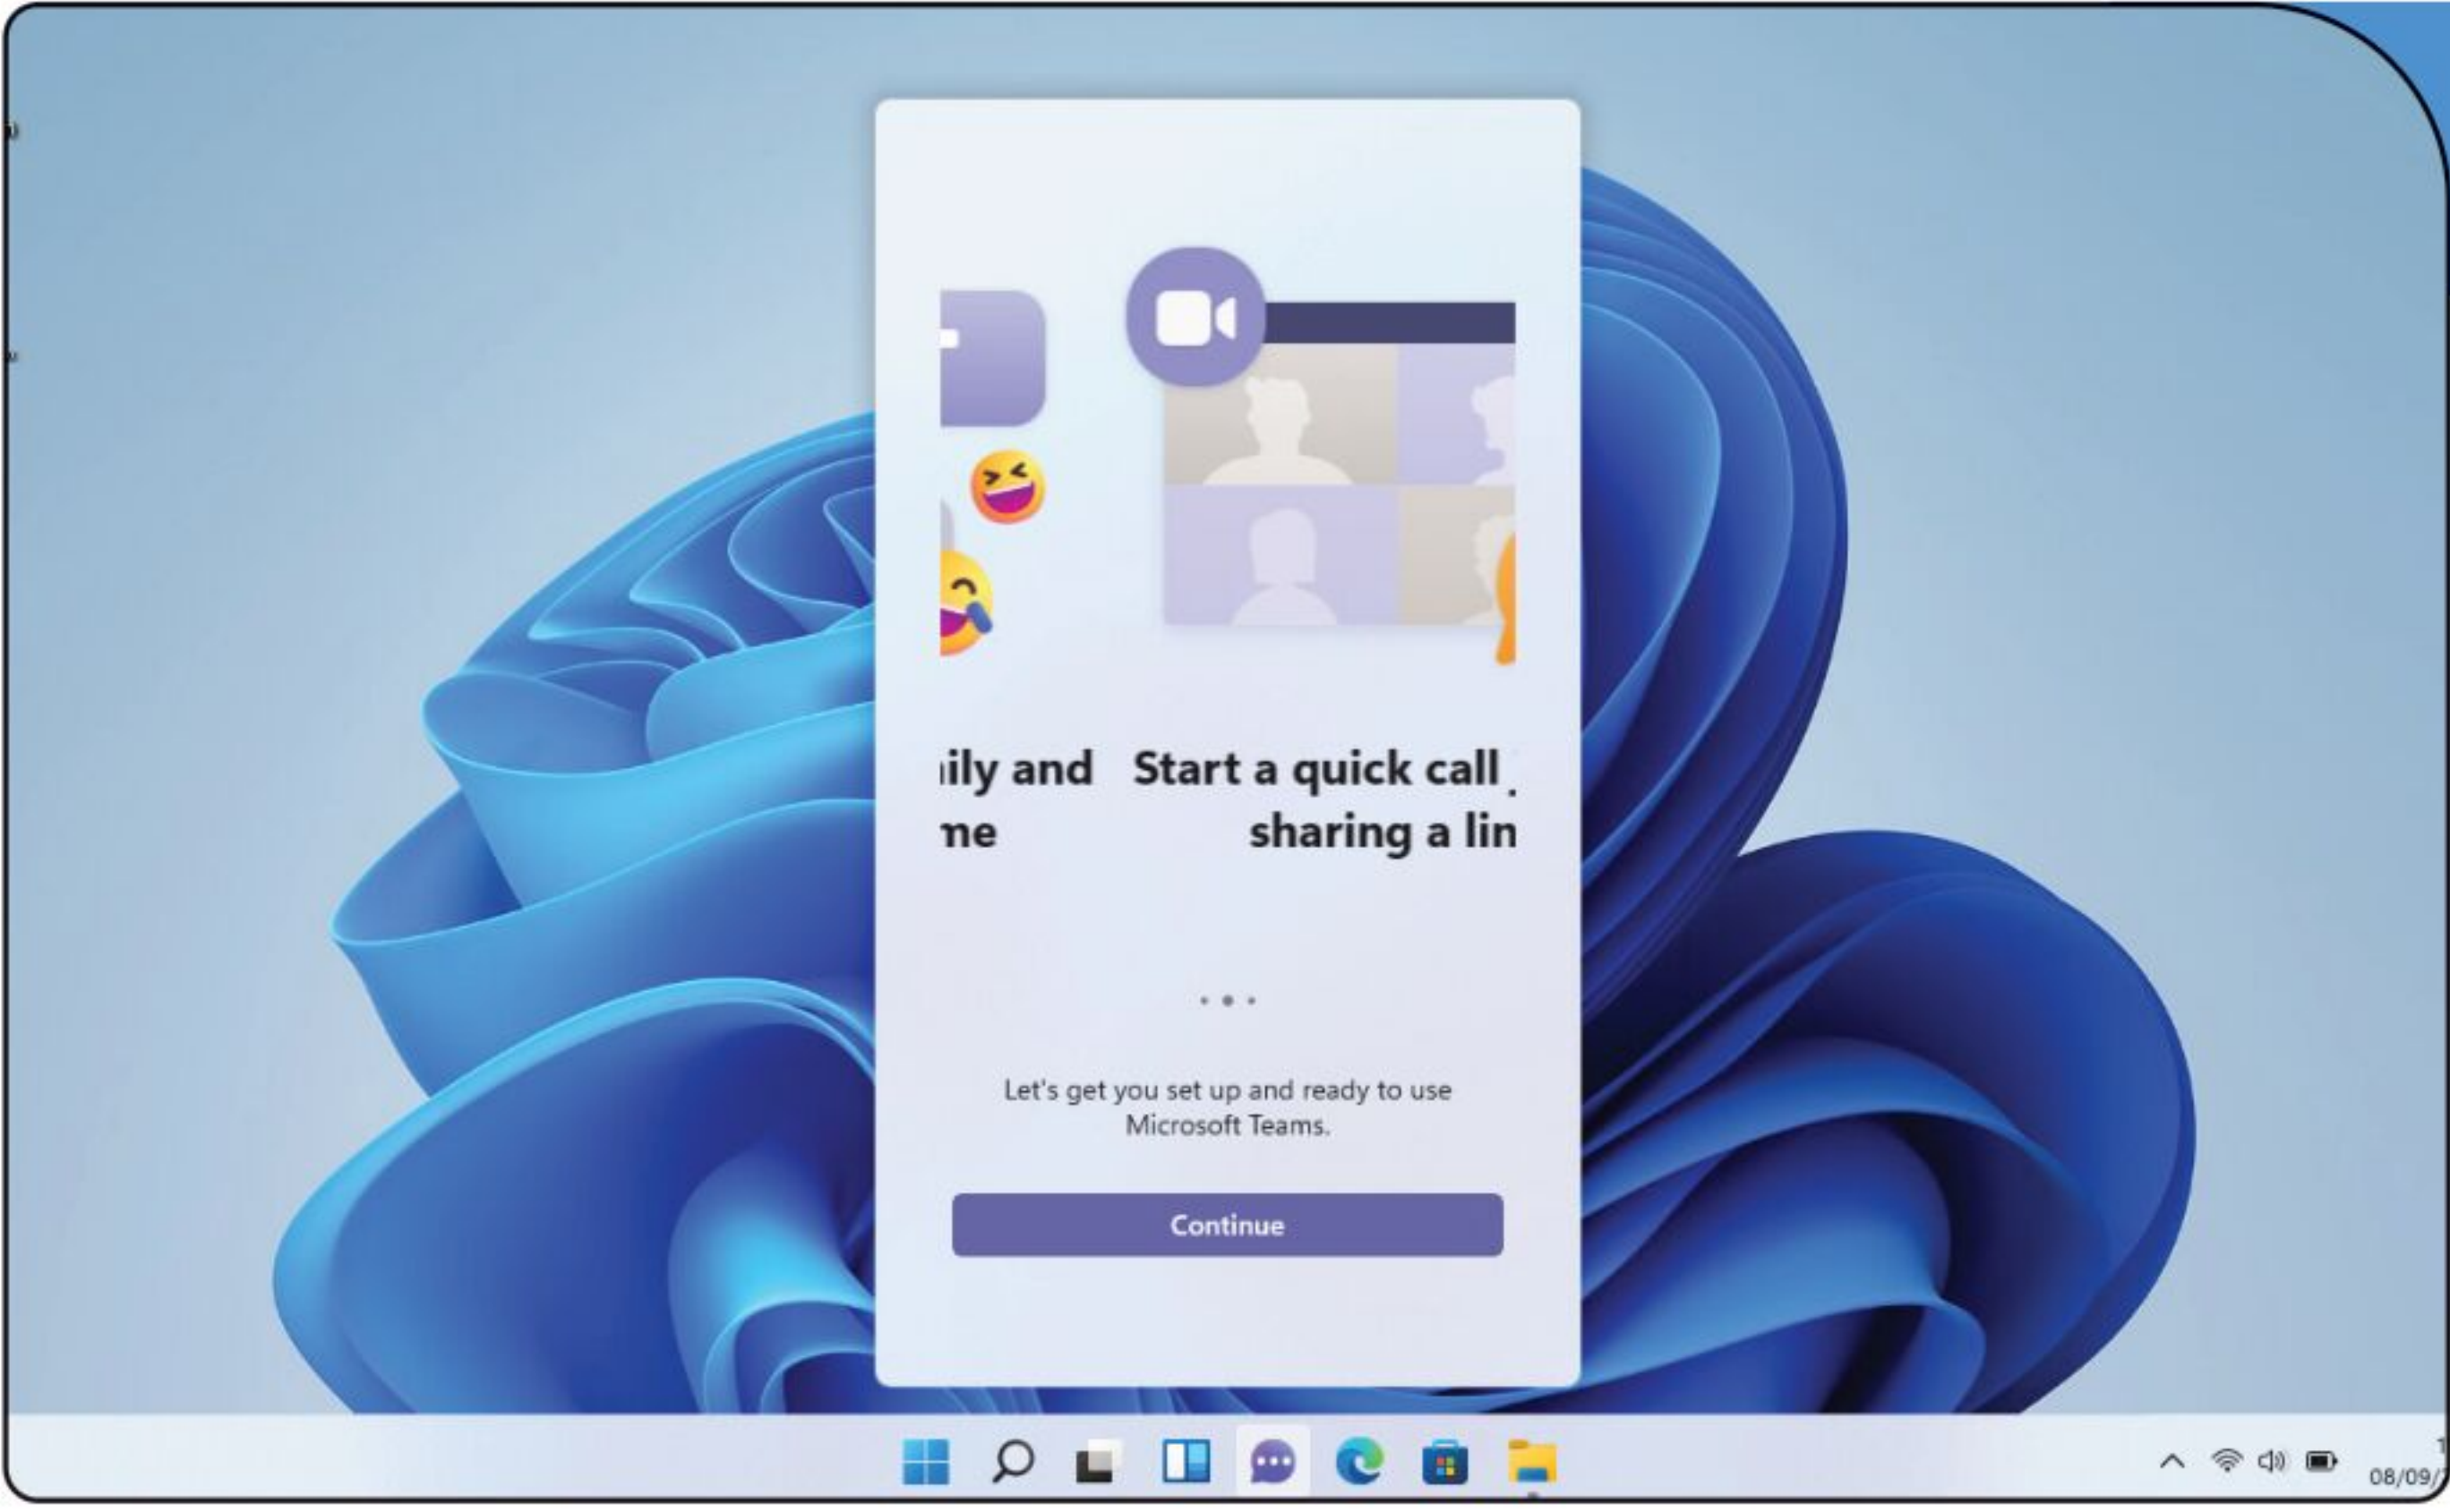 ily and
me
Start a quick call
sharing a lin
Let's get you set up and ready to use
Microsoft Teams.
Continue
08/09/